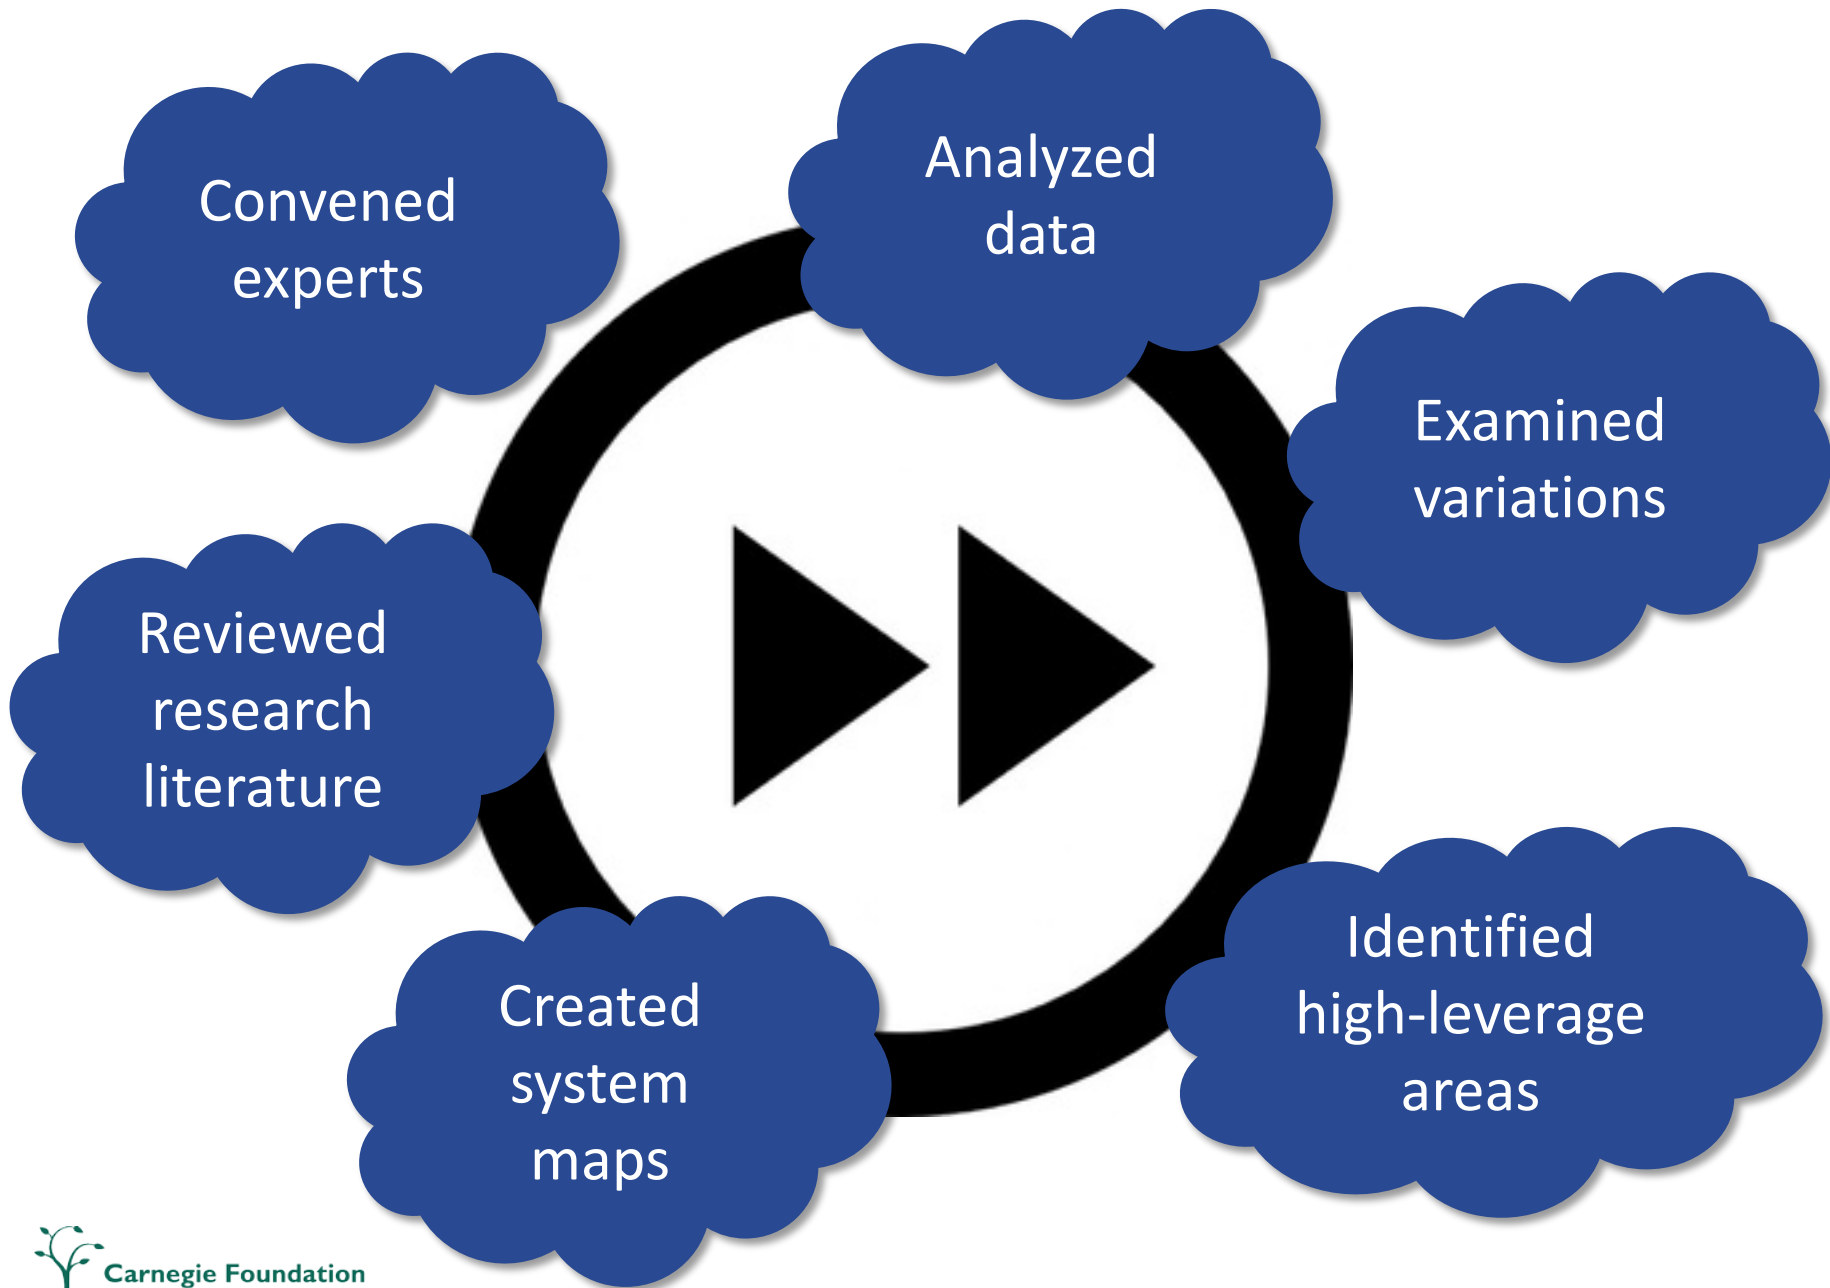 Analyzed
data
Convened
experts
Examined
variations
Reviewed
research
literature
Identified
high-leverage
areas
Created
system
maps
Carnegie Foundation